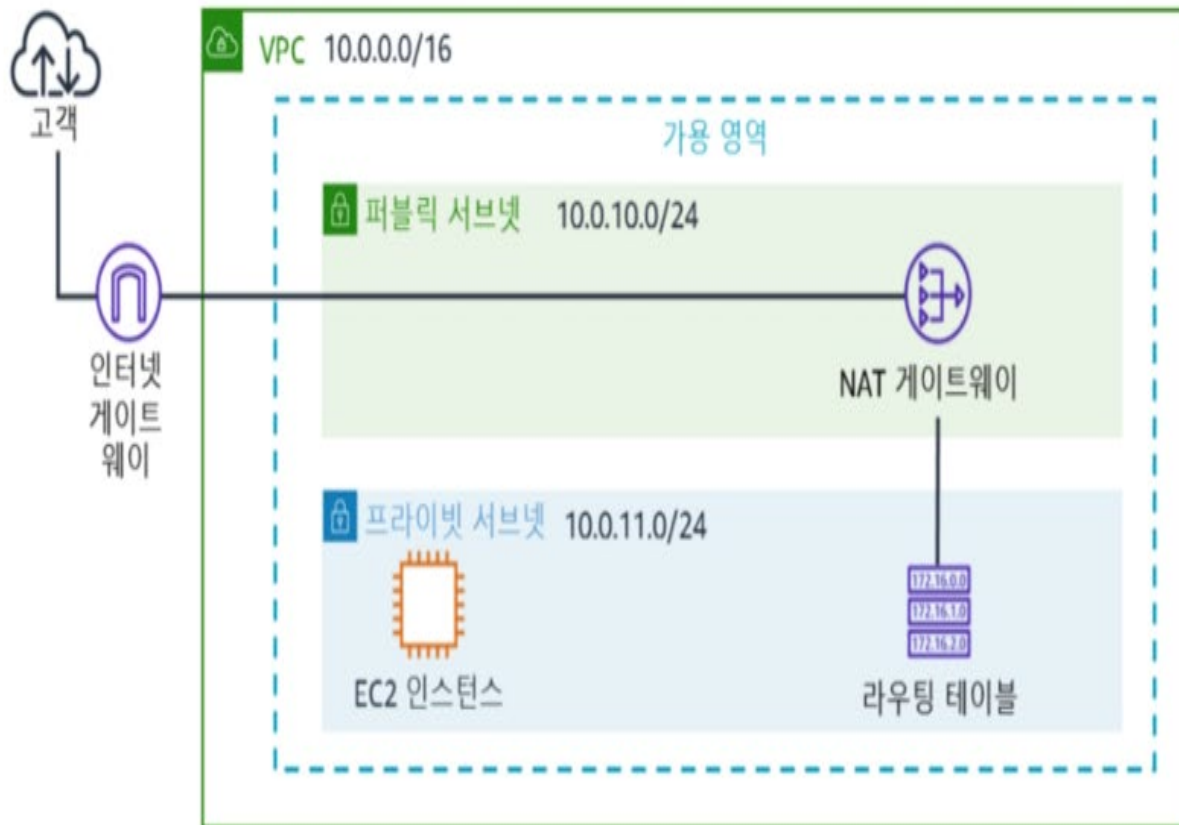 고객
VPC 10.0.0.0/16
가용 영역
퍼블릭 서브넷 10.0.10.0/24
인터넷
게이트
웨이
NAT 게이트웨이
프라이빗 서브넷 10.0.11.0/24
EC2 인스턴스
172.16.0.0
172.16.1.0
172.16.2.0
라우팅 테이블